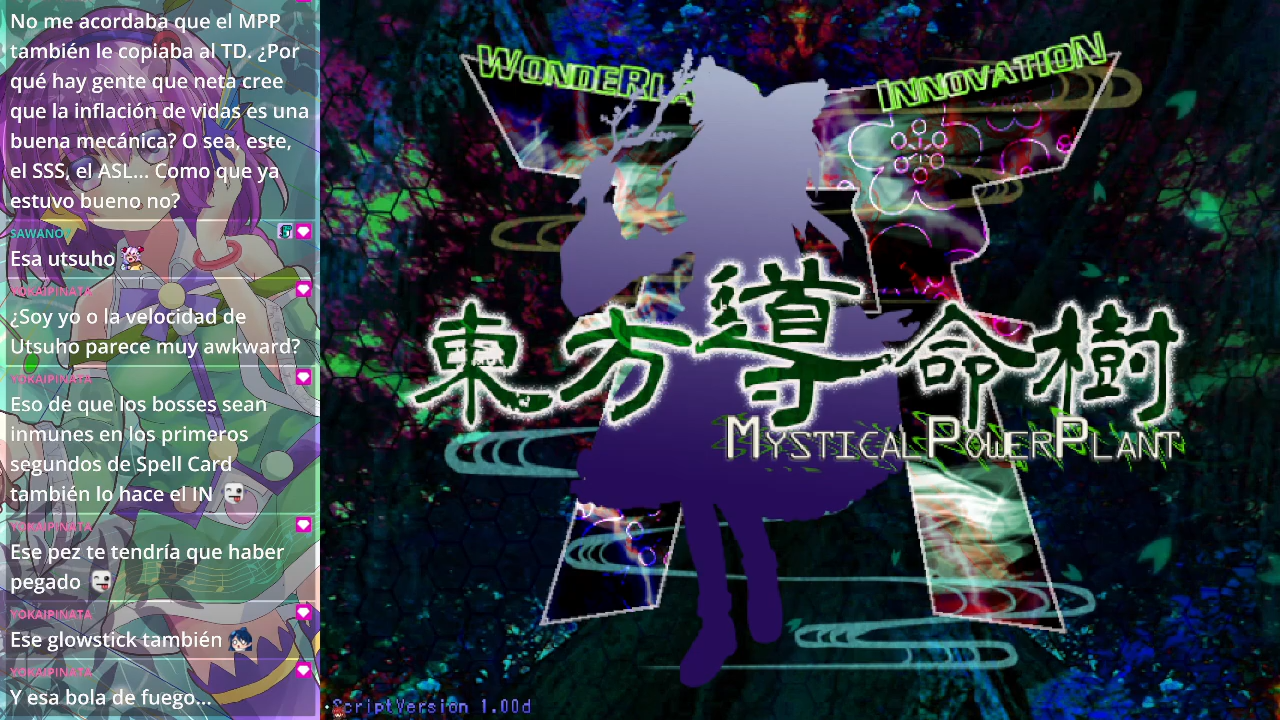 No me acordaba que el MPP
también le copiaba al TD. ¿Por
qué hay gente que neta cree
que la inflación de vidas es una
buena mecánica? O sea, este,
el SSS, el ASL... Como que ya
estuvo bueno no?
SAWANO
Esa utsuho
YOKAIPINATA
¿Soy yo o la velocidad de
Utsuho parece muy awkward?
YOKAIPINATA
Eso de que los bosses sean
inmunes en los primeros
segundos de Spell Card
también lo hace el IN
YOKAIPINATA
Ese pez te tendría que haber
pegado
YOKAIPINATA
Ese glowstick también
YOKAIPINATA
Y esa bola de fuego...
INNOVATION
東方導命樹
MYSTICAL POWER PLANT
ScriptVersion 1.00d